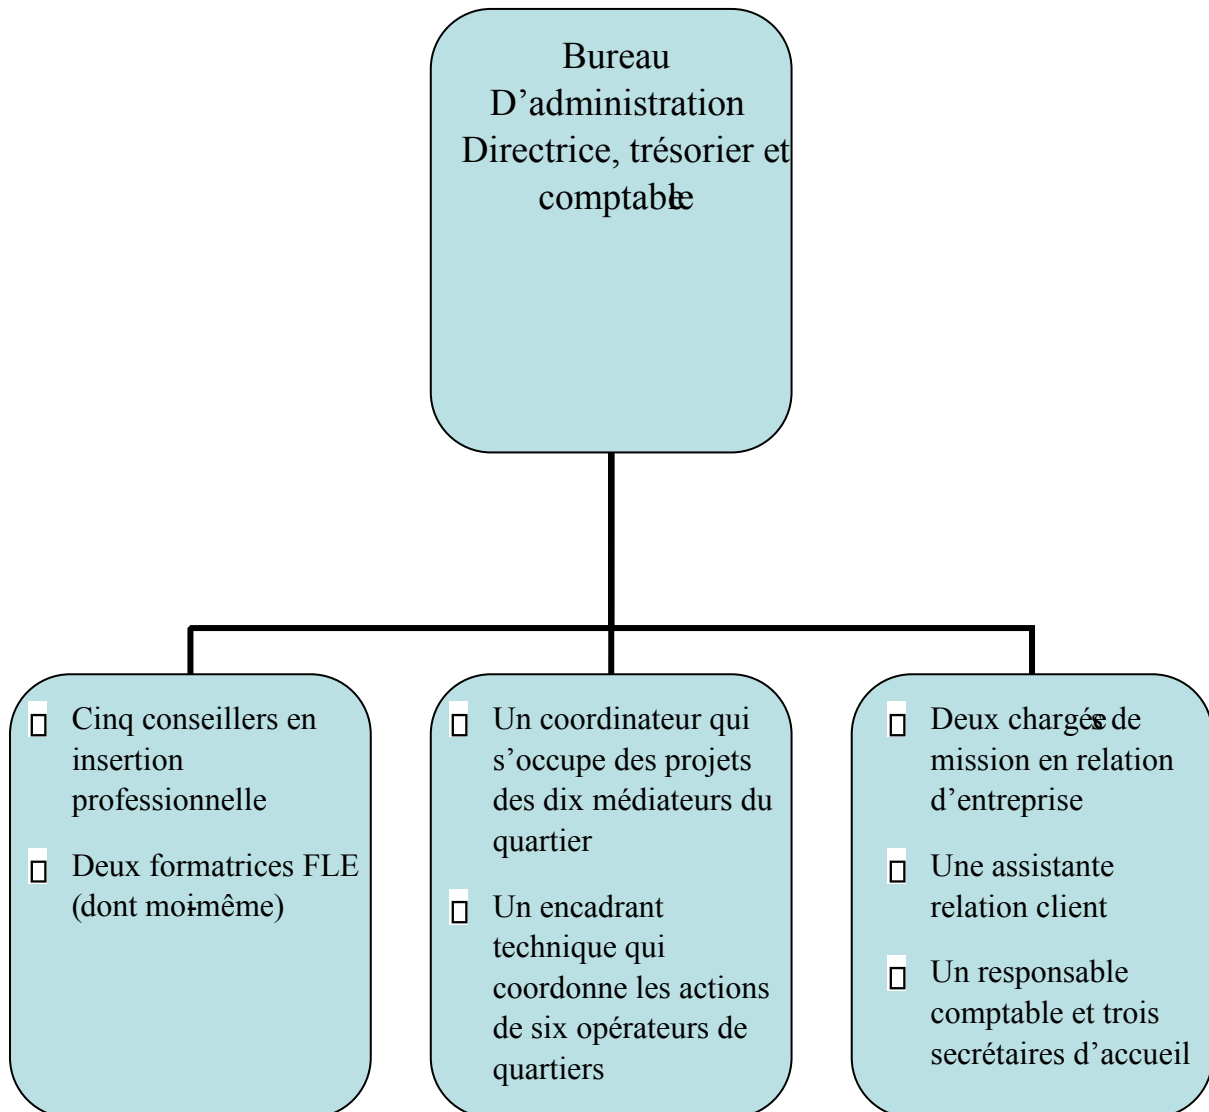 Bureau
D’administration
Directrice, trésorier et
comptable
Cinq conseillers en
insertion
professionnelle
Deux formatrices FLE
(dont moi-même)
Un coordinateur qui
s’occupe des projets
des dix médiateurs du
quartier
Un encadrant
technique qui
coordonne les actions
de six opérateurs de
quartiers
Deux chargés de
mission en relation
d’entreprise
Une assistante
relation client
Un responsable
comptable et trois
secrétaires d’accueil